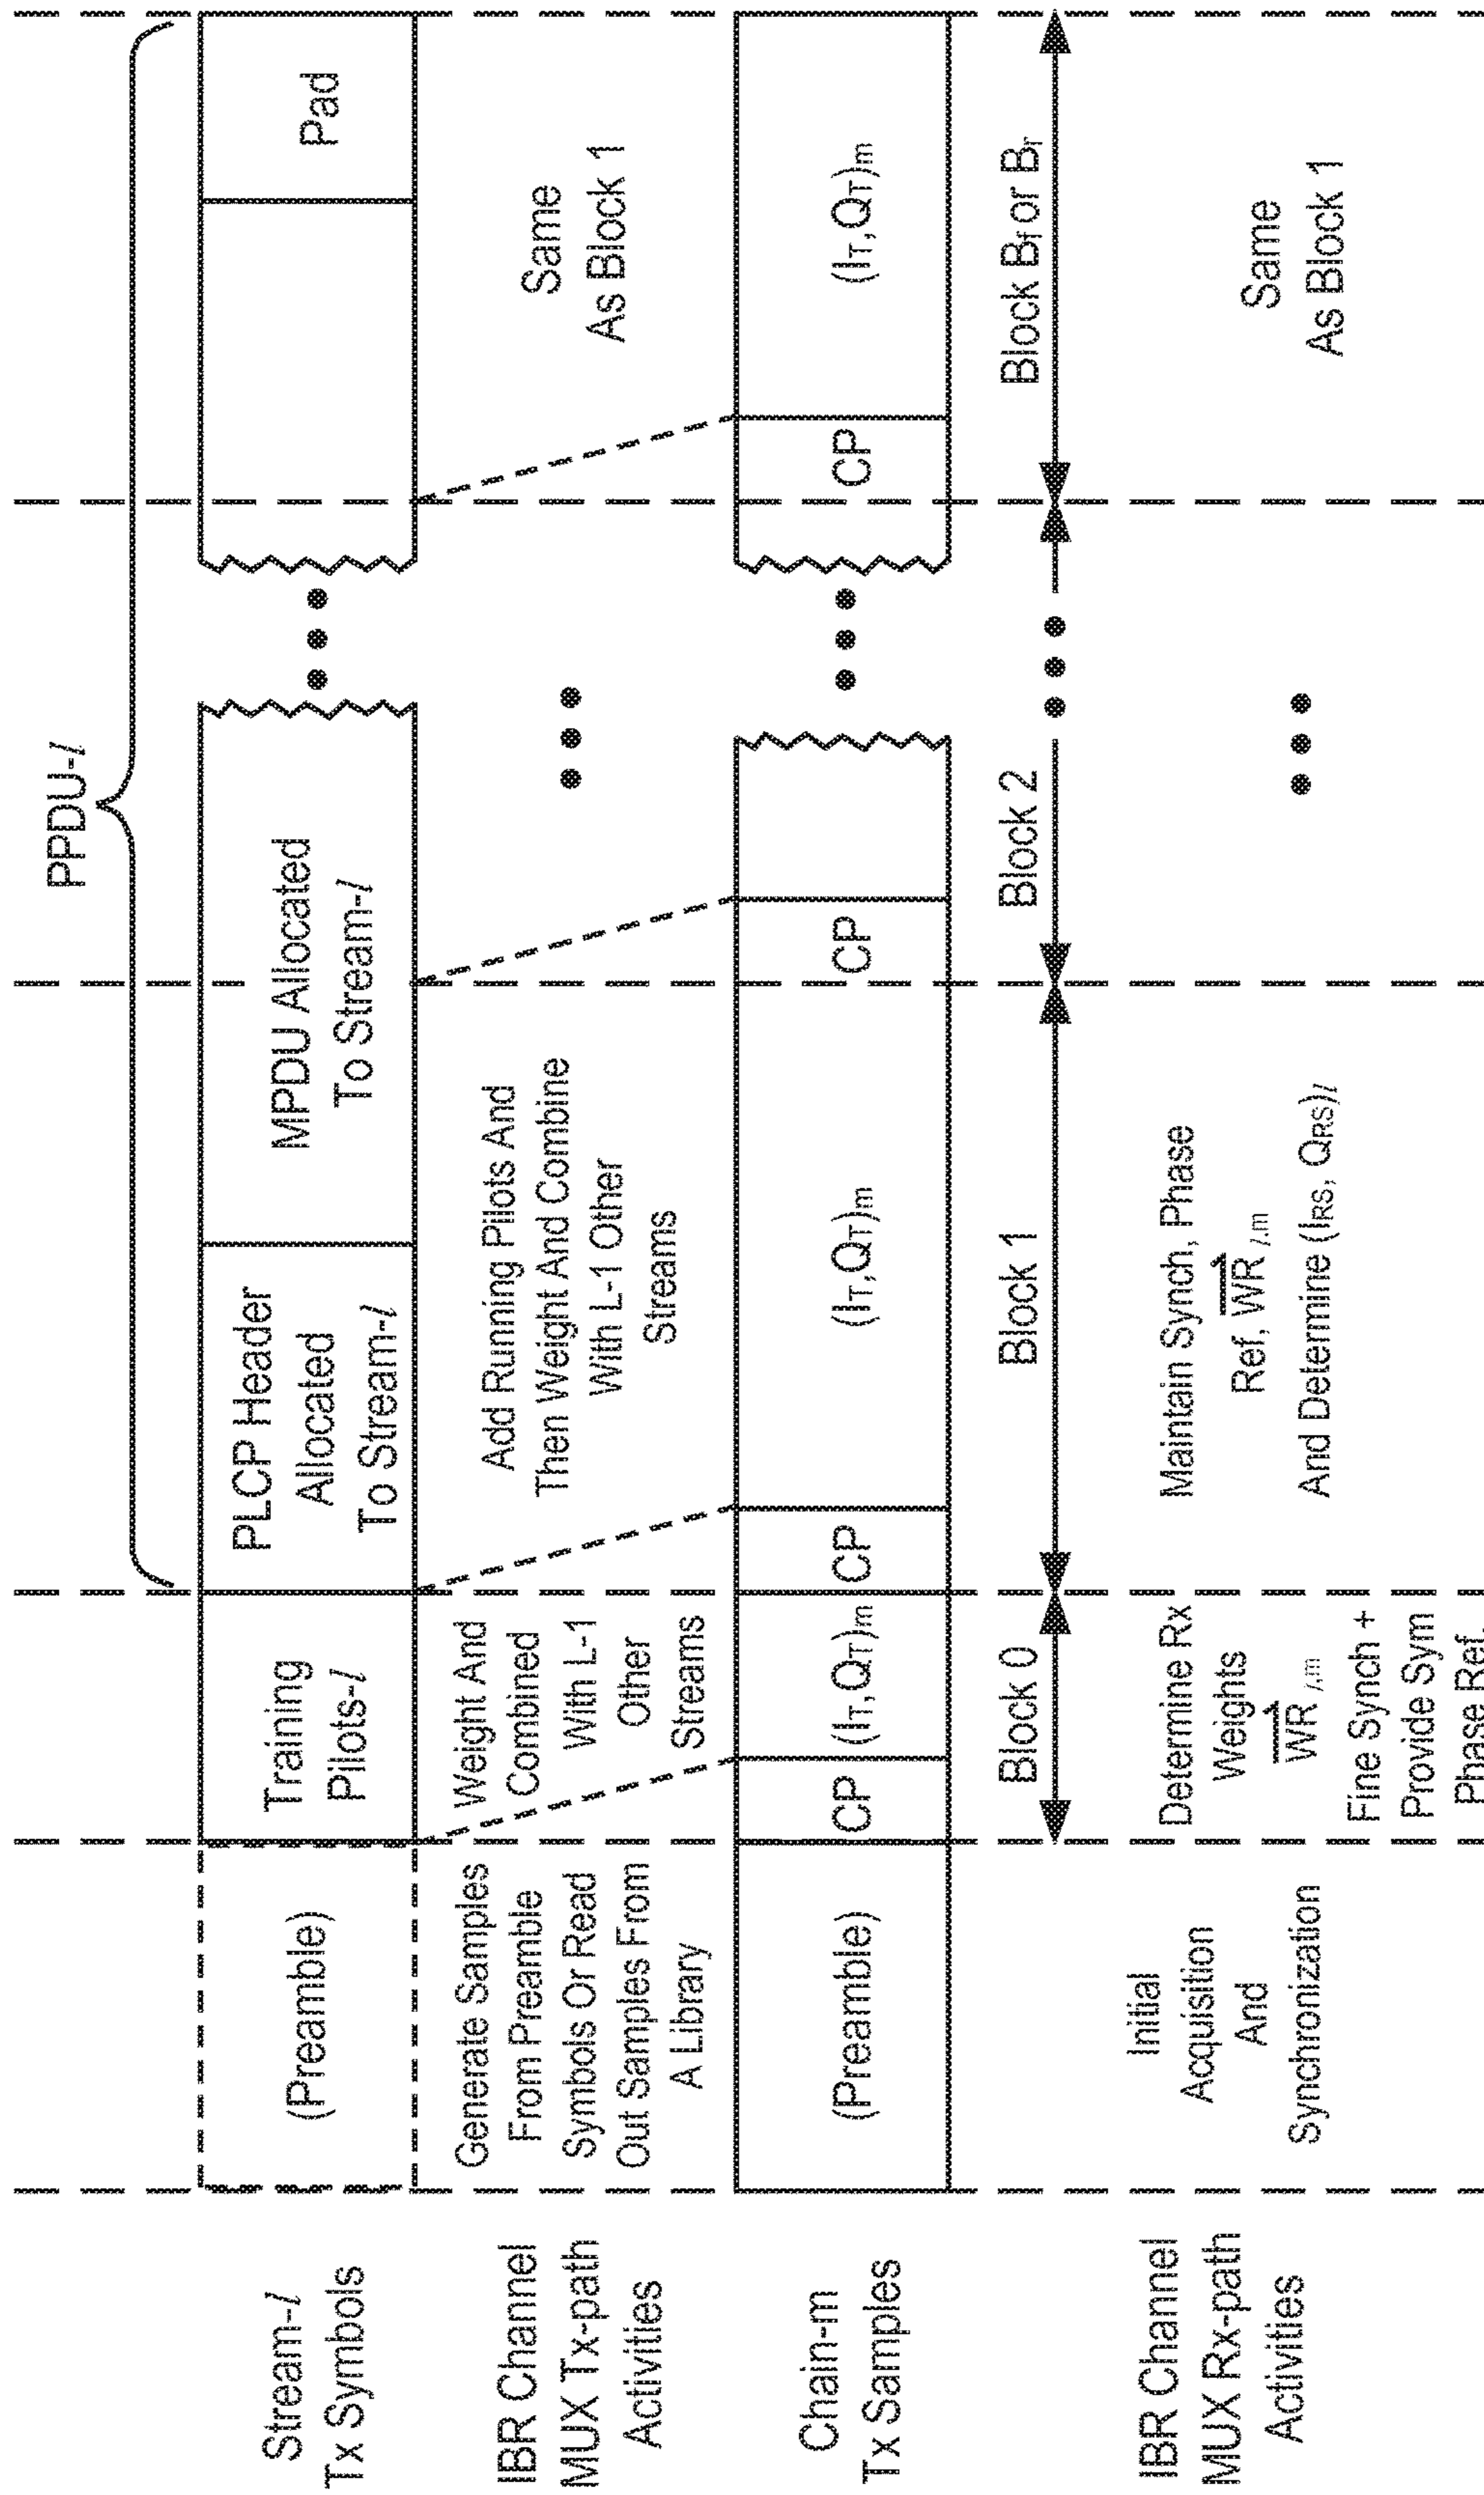 PPDU-l
Stream-l
Tx Symbols
(Preamble)
Training
Pilots-l
PLCP Header
Allocated
To Stream-l
MPDU Allocated
To Stream-l
Pad
IBR Channel
MUX Tx-path
Activities
Generate Samples
From Preamble
Symbols Or Read
Out Samples From
A Library
Weight And
Combined
With L-1
Other
Streams
Add Running Pilots And
Then Weight And Combine
With L-1 Other
Streams
Same
As Block 1
Chain-m
Tx Samples
(Preamble)
CP
(IT,QT)m
CP
(IT,QT)m
CP
CP
(IT,QT)m
Block 0
Block 1
Block 2
Block Bf or Br
IBR Channel
MUX Rx-path
Activities
Initial
Acquisition
And
Synchronization
Determine Rx
Weights
WR l,m
Fine Synch +
Provide Sym
Phase Ref.
Maintain Synch, Phase
Ref, WR l,m
And Determine (IRS, QRS)l
Same
As Block 1